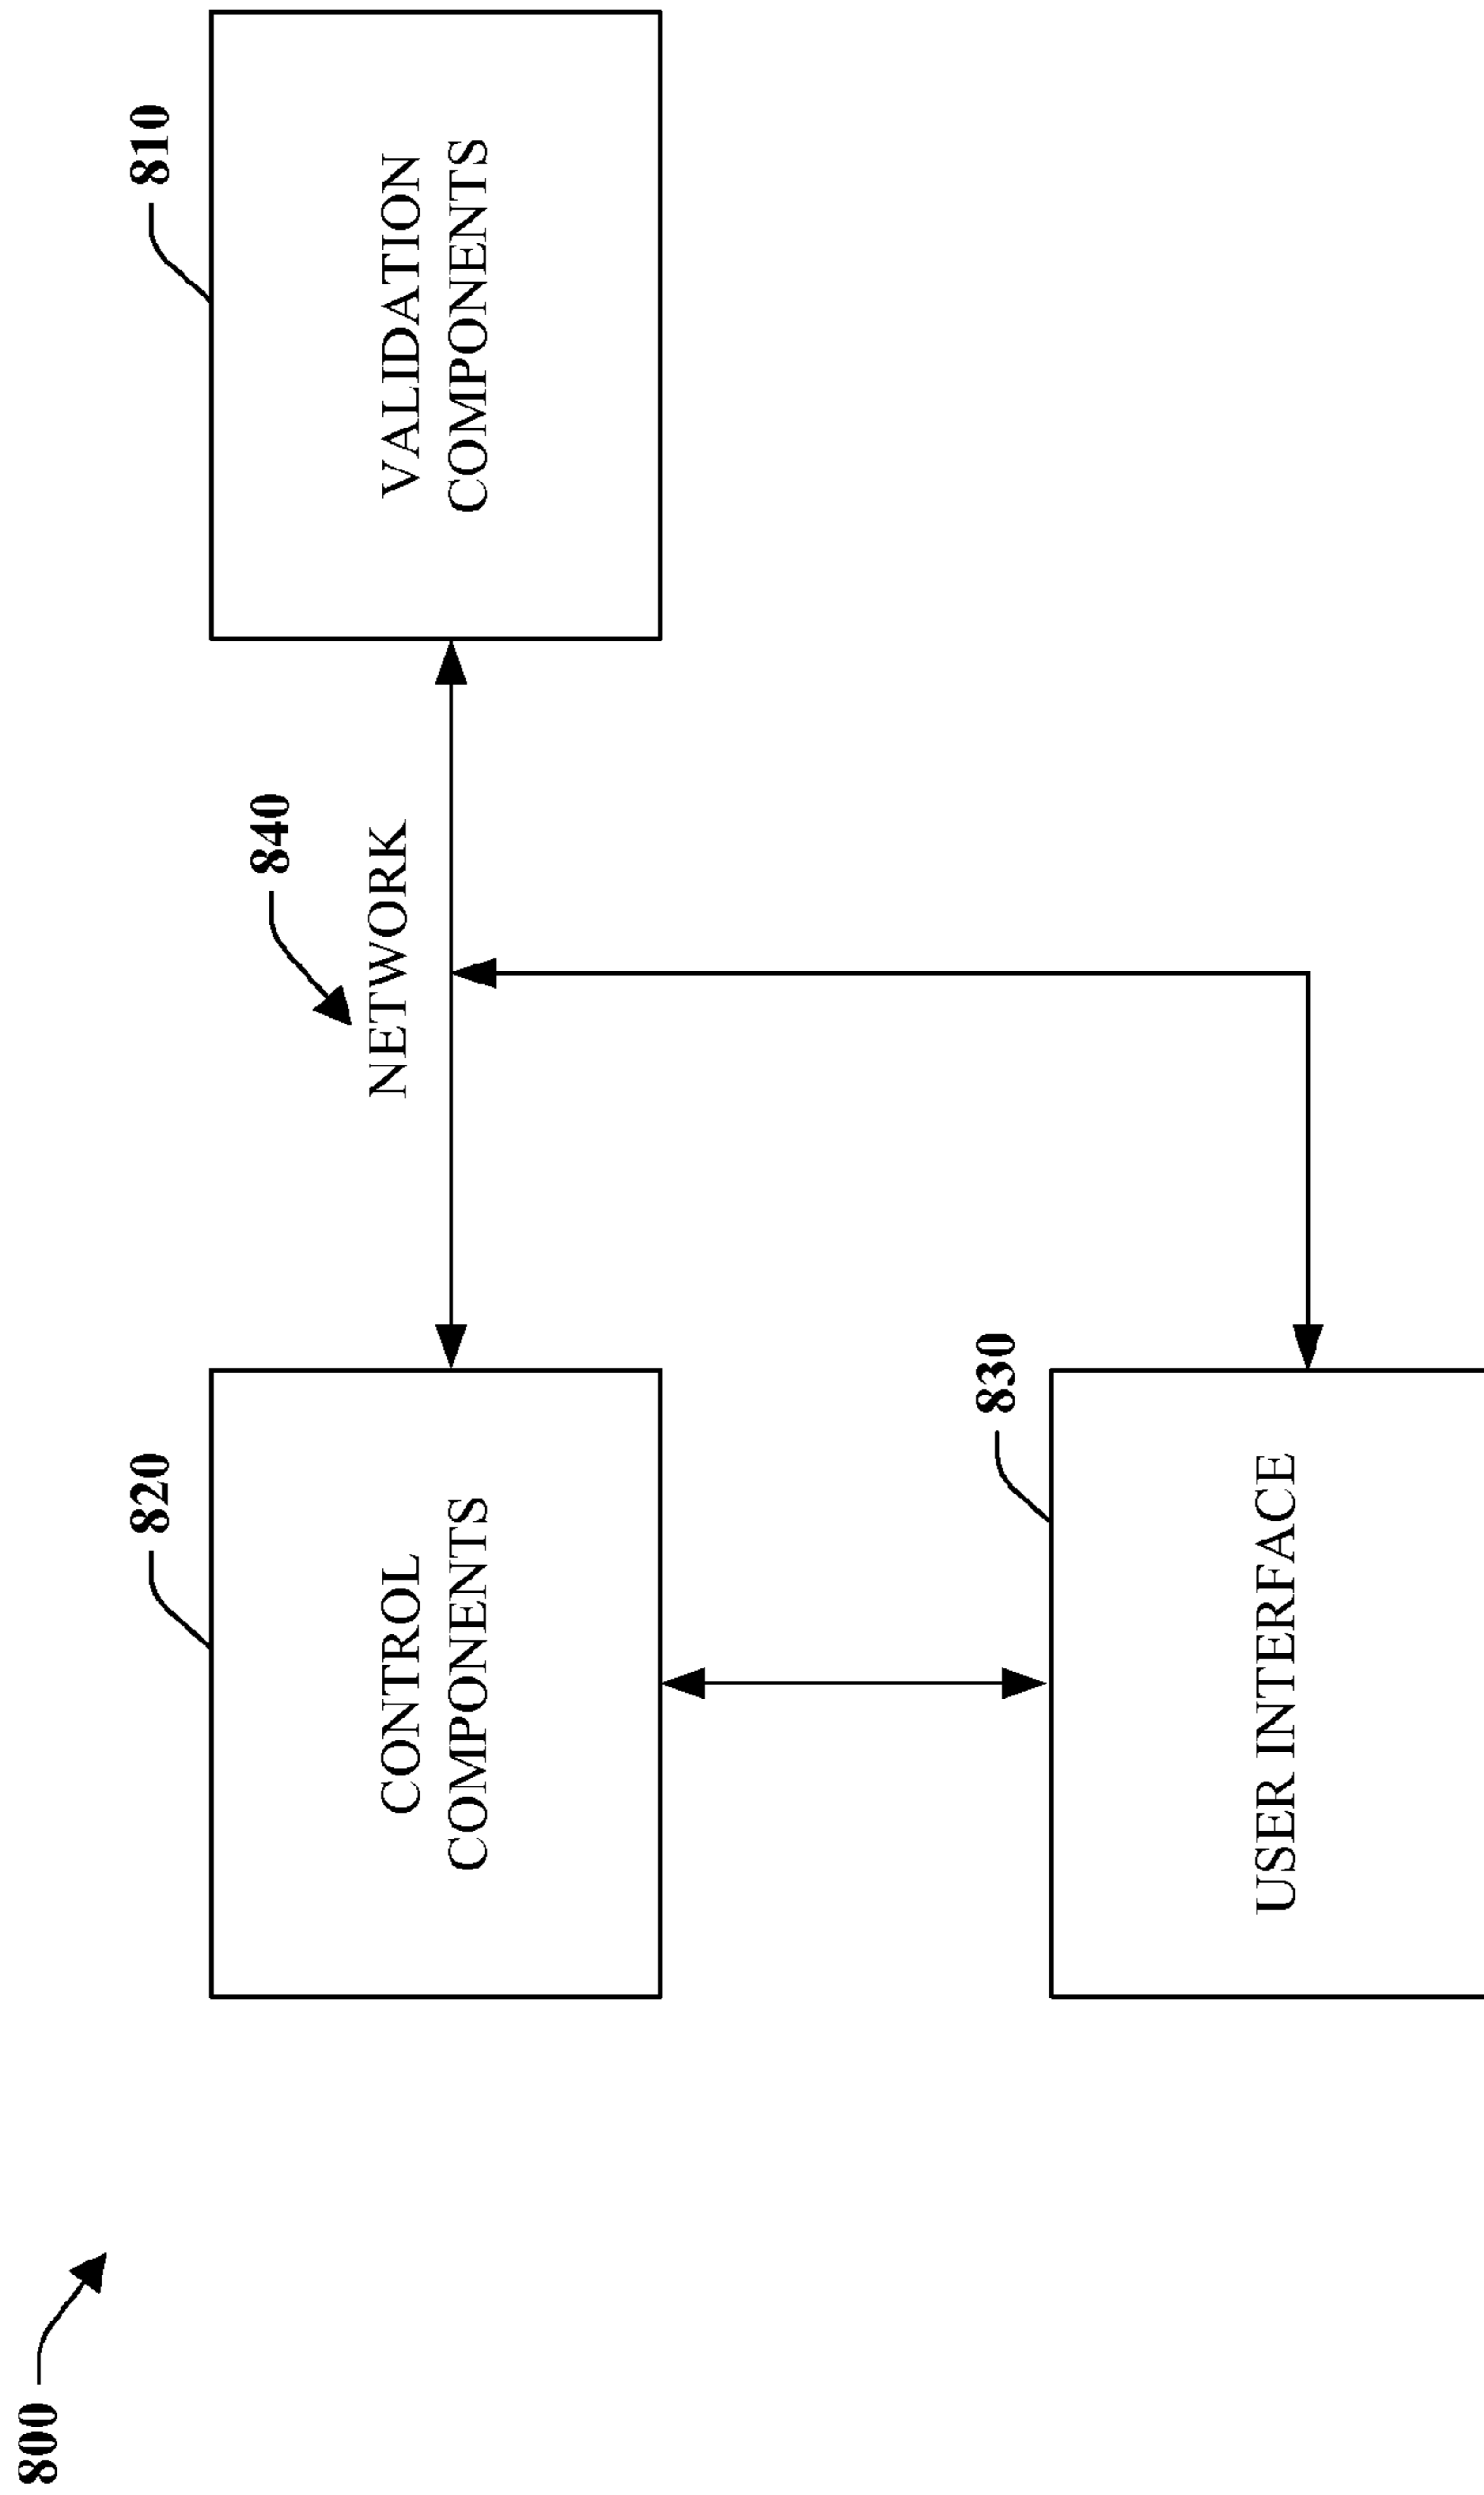 800
820
CONTROL
COMPONENTS
840
NETWORK
810
VALIDATION
COMPONENTS
830
USER INTERFACE